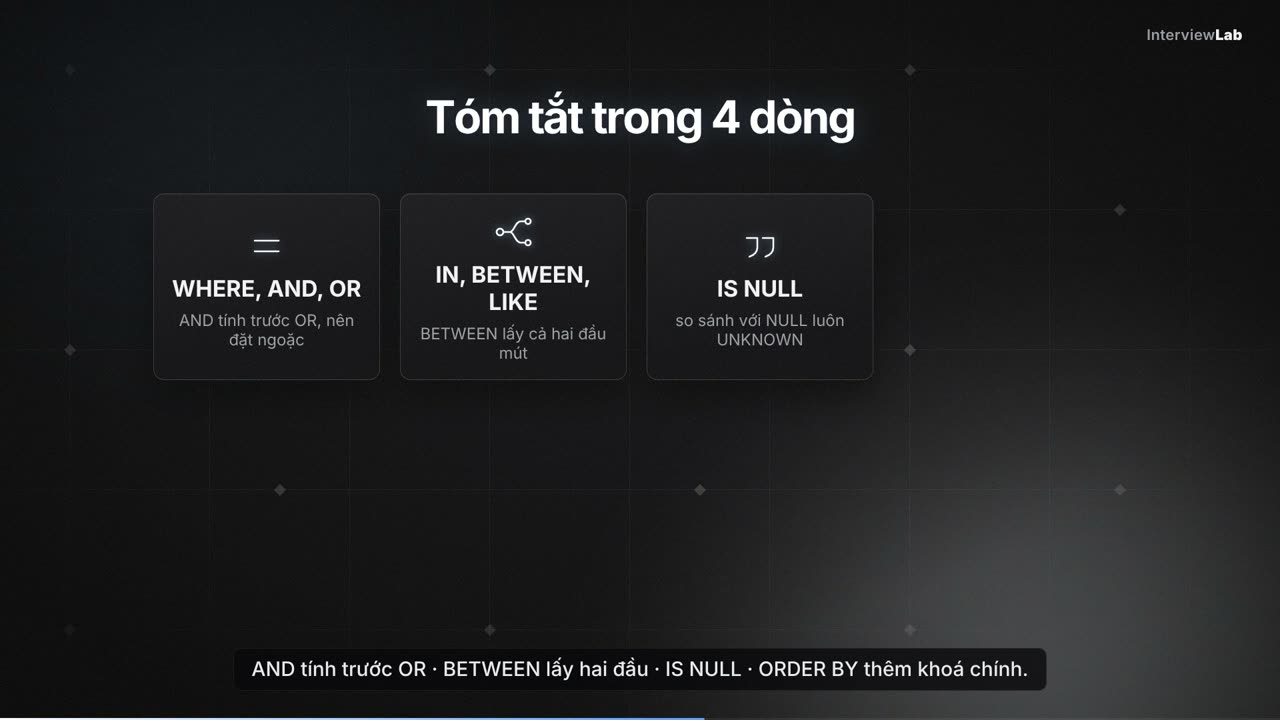 InterviewLab
Tóm tắt trong 4 dòng
WHERE, AND, OR
AND tính trước OR, nên
đặt ngoặc
IN, BETWEEN,
LIKE
BETWEEN lấy cả hai đầu
mút
IS NULL
so sánh với NULL luôn
UNKNOWN
AND tính trước OR · BETWEEN lấy hai đầu · IS NULL · ORDER BY thêm khoá chính.